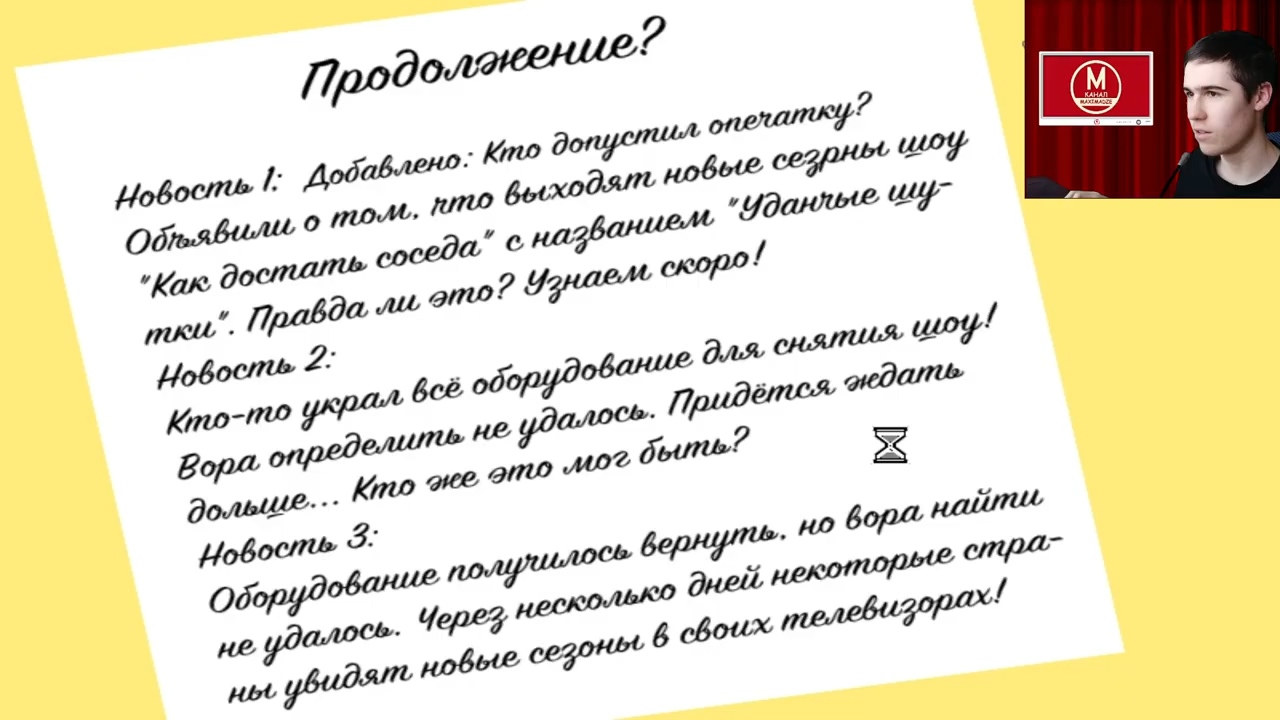 Продолжение?
Новость 1: Добавлено: Кто допустил опечатку?
Объявили о том, что выходят новые сезрны шоу
"Как достать соседа" с названием "Уданчые шу-
тки". Правда ли это? Узнаем скоро!
Новость 2:
Кто-то украл всё оборудование для снятия шоу!
Вора определить не удалось. Придётся ждать
дольше... Кто же это мог быть?
Новость 3:
Оборудование получилось вернуть, но вора найти
не удалось. Через несколько дней некоторые стра-
ны увидят новые сезоны в своих телевизорах!
М
КАНАЛ
MAXIMADZE